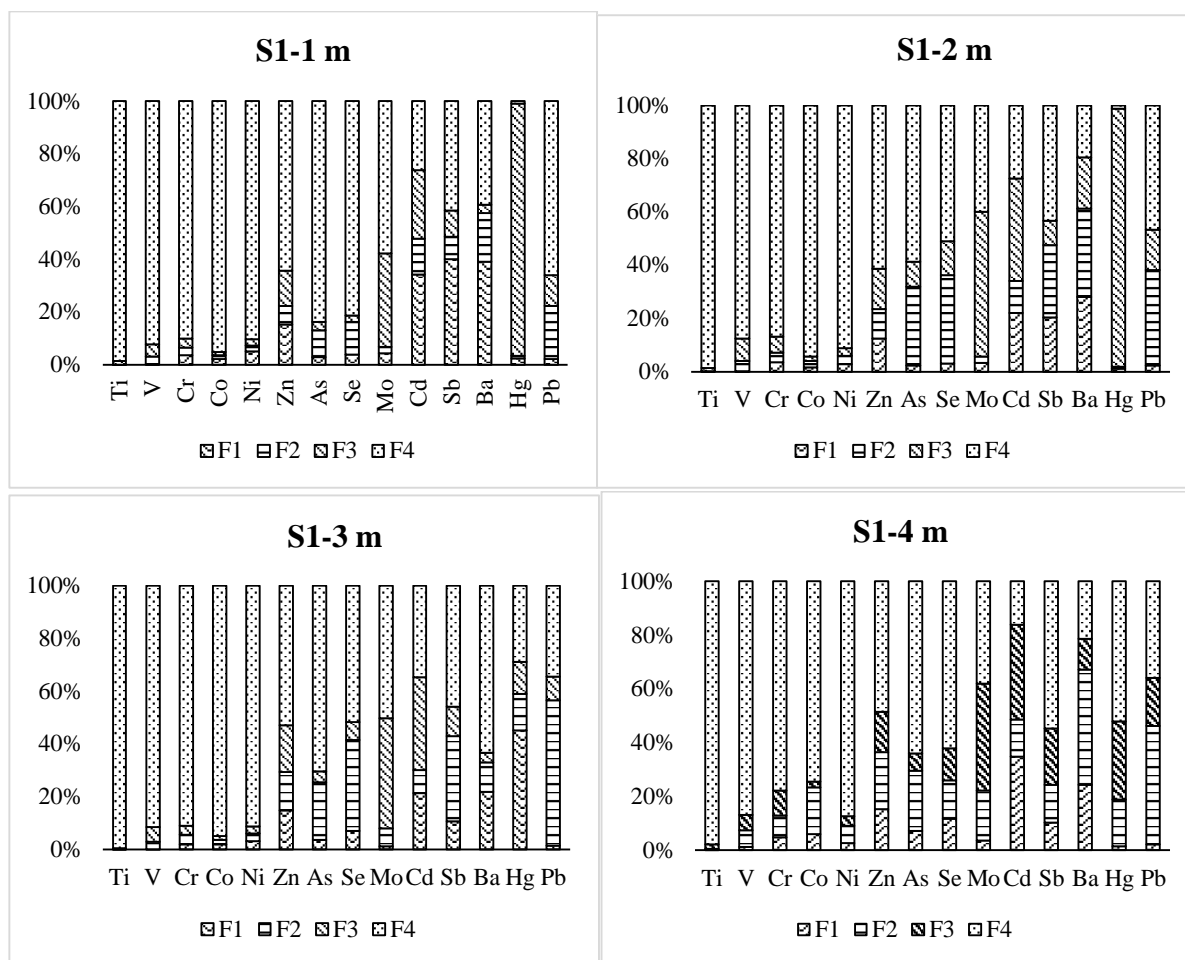 S1-1 m
100%
80%
60%
40%
20%
0%
Ti V Cr Co Ni Zn As Se Mo Cd Sb Ba Hg Pb
F1 F2 F3 F4
S1-2 m
100%
80%
60%
40%
20%
0%
Ti V Cr Co Ni Zn As Se Mo Cd Sb Ba Hg Pb
F1 F2 F3 F4
S1-3 m
100%
80%
60%
40%
20%
0%
Ti V Cr Co Ni Zn As Se Mo Cd Sb Ba Hg Pb
F1 F2 F3 F4
S1-4 m
100%
80%
60%
40%
20%
0%
Ti V Cr Co Ni Zn As Se Mo Cd Sb Ba Hg Pb
F1 F2 F3 F4